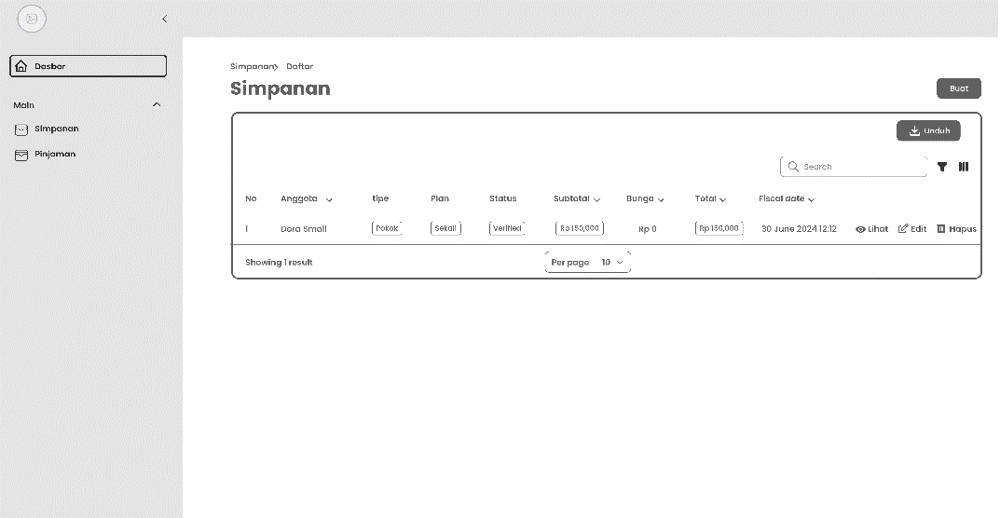 Dasbor
Main
Simpanan
Pinjaman
Simpanan> Daftar
Simpanan
Buat
Unduh
Search
No Anggota tipe Plan Status Subtotal Bunga Total Fiscal date
1 Dora Small Pokok Sekali Verified Rp 150,000 Rp 0 Rp 150,000 30 June 2024 12:12 Lihat Edit Hapus
Showing 1 result
Per page 10